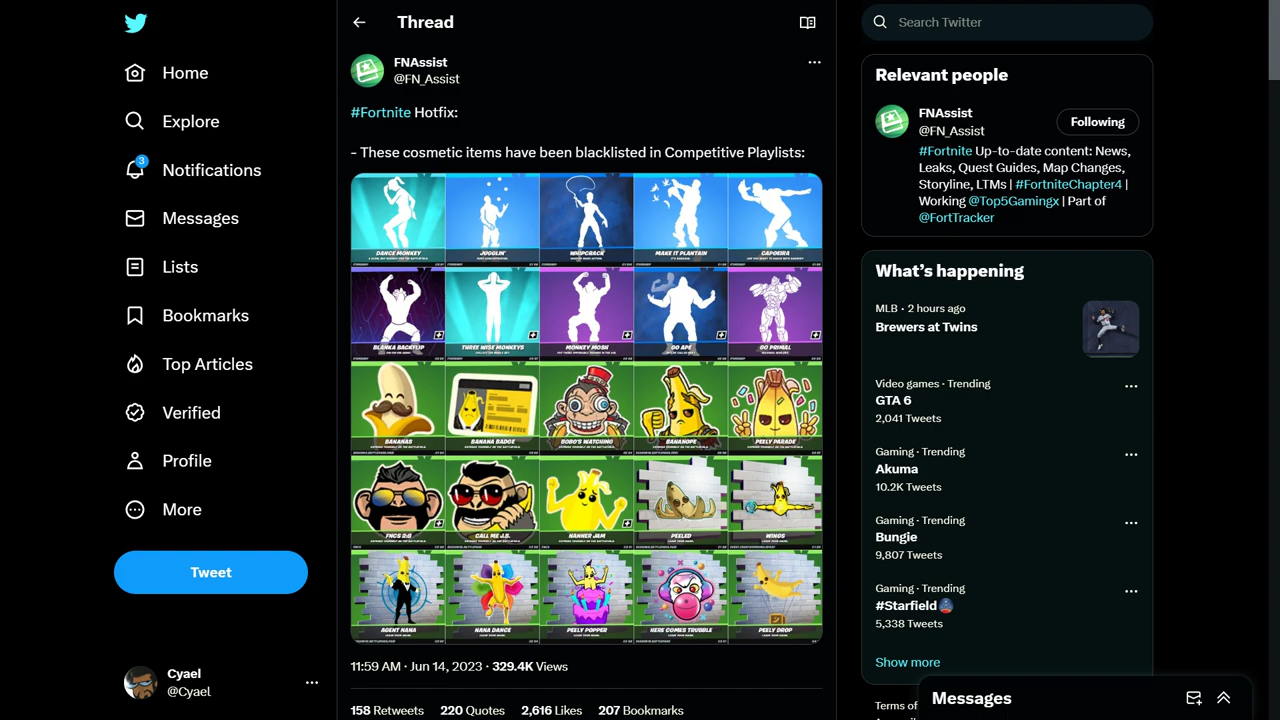 Home
Explore
3
Notifications
Messages
Lists
Bookmarks
Top Articles
Verified
Profile
More
Tweet
Cyael
@Cyael
Thread
FNAssist
@FN_Assist
#Fortnite Hotfix:
- These cosmetic items have been blacklisted in Competitive Playlists:
DANCE MONKEY
JUGGLIN'
WHIPCRACK
MAKE IT PLANTAIN
CAPOEIRA
BLANKA BACKFLIP
THREE WISE MONKEYS
MONKEY MOSH
GO APE
GO PRIMAL
BANANAS
BANANA BADGE
BOBO'S WATCHING
BANANOPE
PEELY PARADE
FNCS 2:0
CALL ME J.B.
NANNER JAM
PEELED
WINGS
AGENT NANA
NANA DANCE
PEELY POPPER
HERE COMES TRUBBLE
PEELY DROP
11:59 AM · Jun 14, 2023 · 329.4K Views
158 Retweets 220 Quotes 2,616 Likes 207 Bookmarks
Search Twitter
Relevant people
FNAssist
@FN_Assist
Following
#Fortnite Up-to-date content: News,
Leaks, Quest Guides, Map Changes,
Storyline, LTMs | #FortniteChapter4 |
Working @Top5Gamingx | Part of
@FortTracker
What's happening
MLB · 2 hours ago
Brewers at Twins
Video games · Trending
GTA 6
2,041 Tweets
Gaming · Trending
Akuma
10.2K Tweets
Gaming · Trending
Bungie
9,807 Tweets
Gaming · Trending
#Starfield
5,338 Tweets
Show more
Terms of
Messages